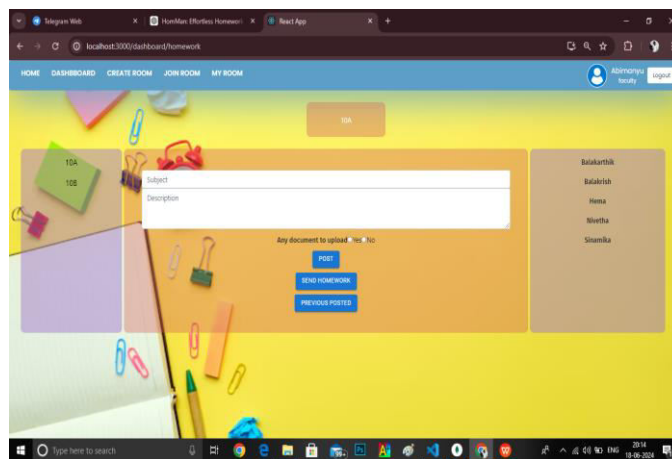 Telegram Web
HomMan: Effortless Homework
React App
localhost:3000/dashboard/homework
HOME DASHBOARD CREATE ROOM JOIN ROOM MY ROOM
Abimanyu
faculty
Logout
10A
10A
10B
Subject
Description
Any document to upload Yes No
POST
SEND HOMEWORK
PREVIOUS POSTED
Balakarthik
Balakrish
Hema
Nivetha
Sinamika
Type here to search
ENG
20:14
18-06-2024